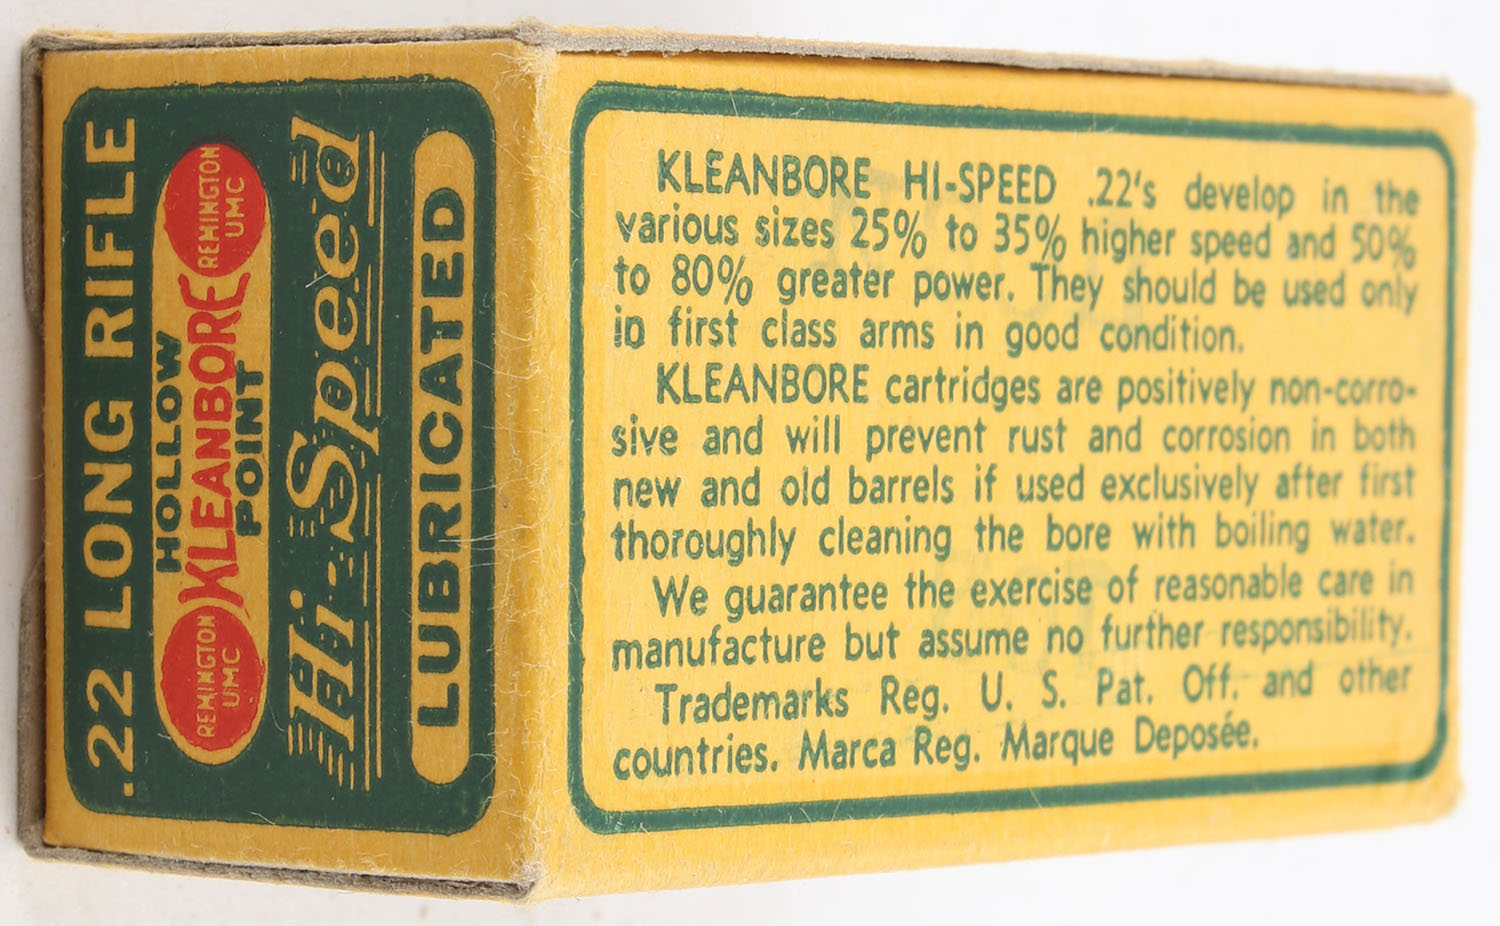 .22 LONG RIFLE
HOLLOW
REMINGTON
UMC
KLEANBORE
REMINGTON
UMC
POINT
Hi-Speed
LUBRICATED
KLEANBORE HI-SPEED .22's develop in the
various sizes 25% to 35% higher speed and 50%
to 80% greater power. They should be used only
in first class arms in good condition.
KLEANBORE cartridges are positively non-corro-
sive and will prevent rust and corrosion in both
new and old barrels if used exclusively after first
thoroughly cleaning the bore with boiling water.
We guarantee the exercise of reasonable care in
manufacture but assume no further responsibility.
Trademarks Reg. U. S. Pat. Off. and other
countries. Marca Reg. Marque Deposée.